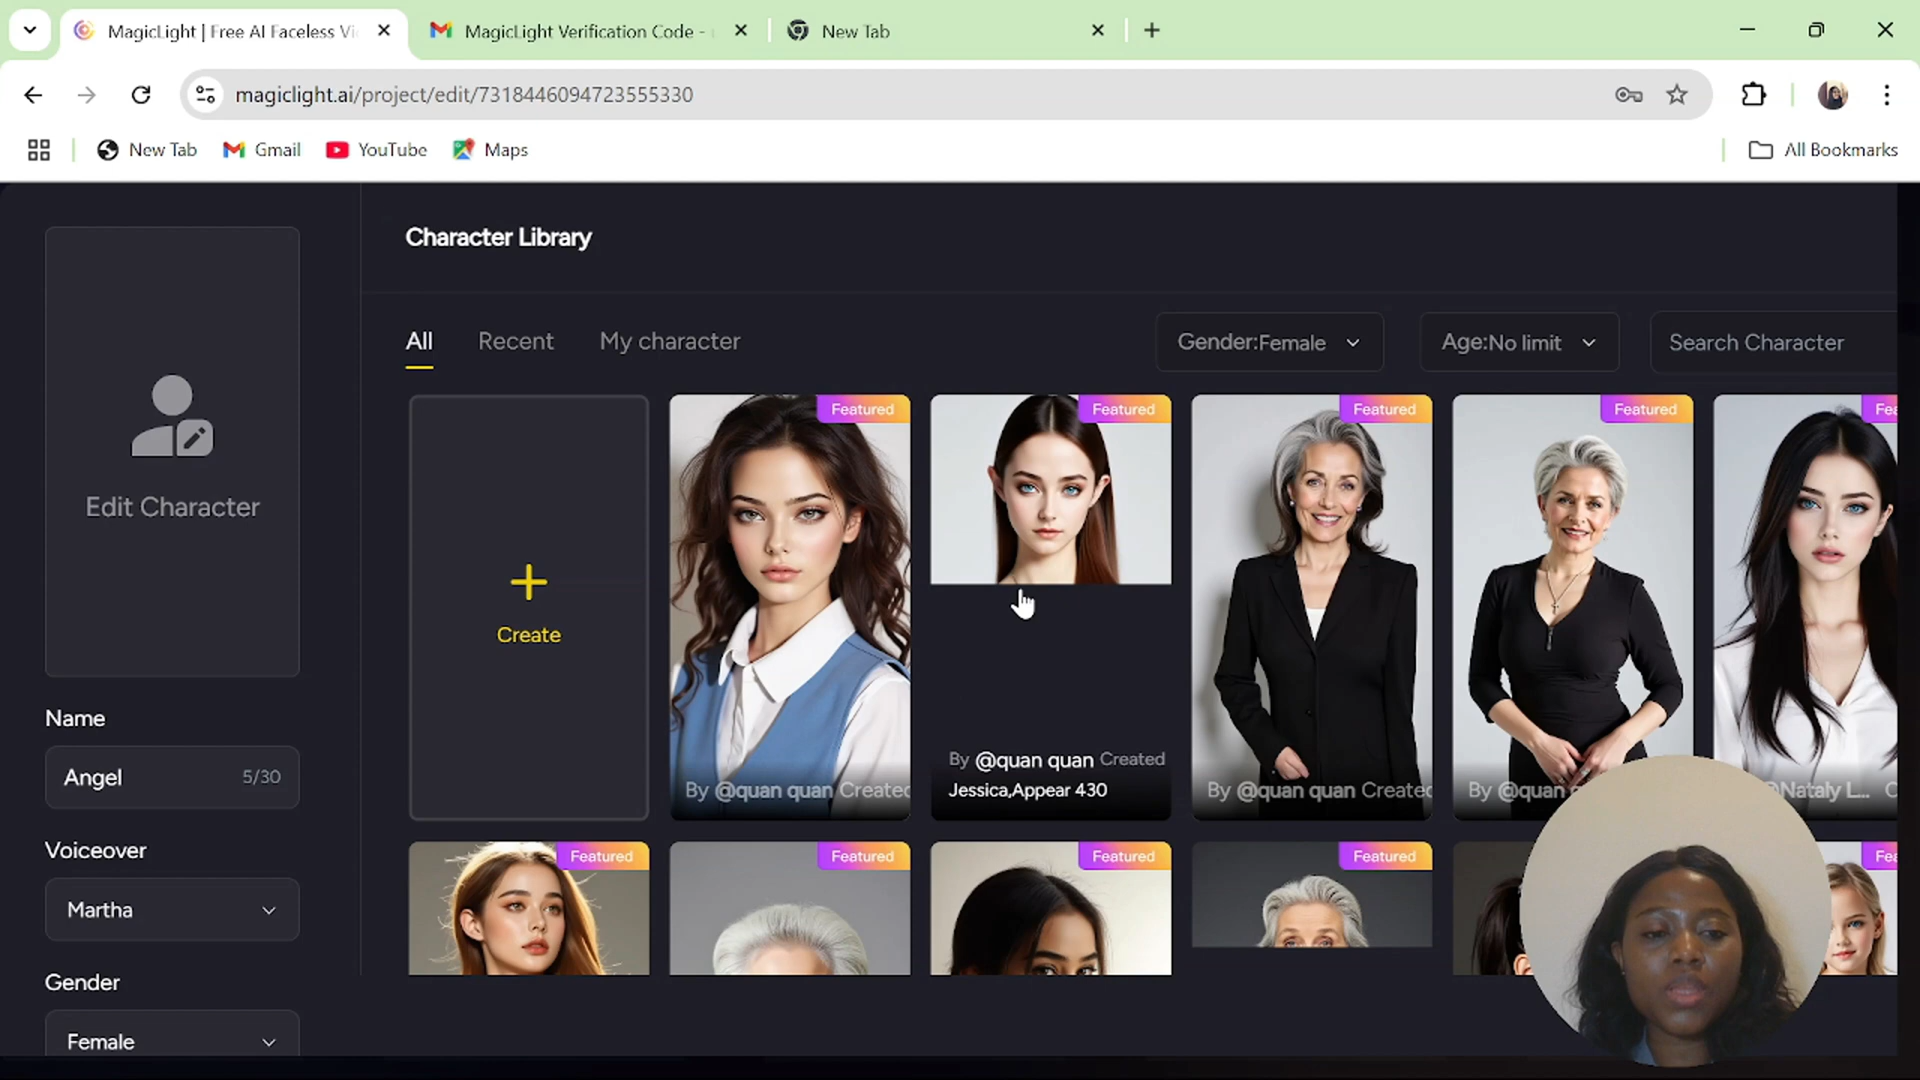 MagicLight | Free AI Faceless Vi
MagicLight Verification Code -
New Tab
magiclight.ai/project/edit/7318446094723555330
New Tab
Gmail
YouTube
Maps
All Bookmarks
Character Library
All
Recent
My character
Gender:Female
Age:No limit
Search Character
Edit Character
Create
Featured
Featured
Featured
Featured
Fea
By @quan quan Created
By @quan quan Created
Jessica,Appear 430
By @quan quan Created
By @quan
@Nataly L... C
Name
Angel
5/30
Voiceover
Martha
Gender
Female
Featured
Featured
Featured
Featured
Fea